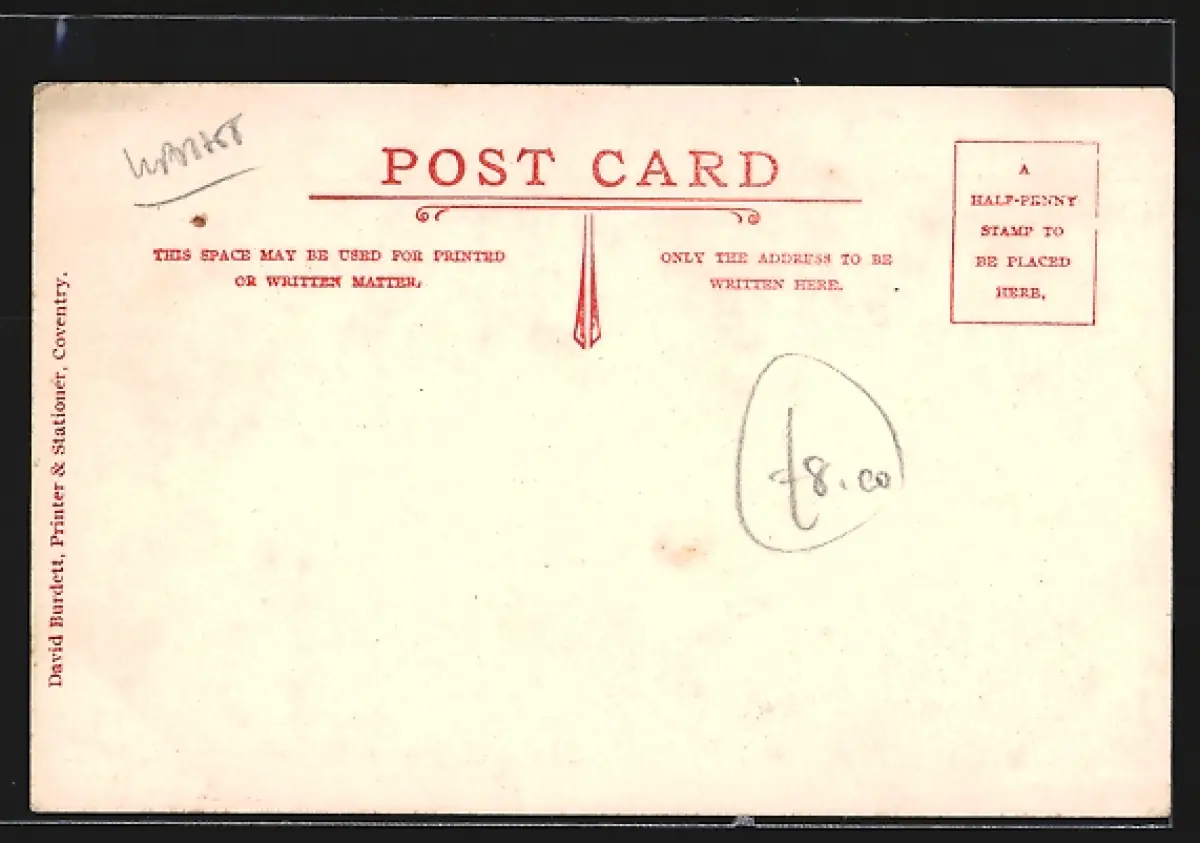 POST CARD
THIS SPACE MAY BE USED FOR PRINTED
OR WRITTEN MATTER,
ONLY THE ADDRESS TO BE
WRITTEN HERE.
A
HALF-PENNY
STAMP TO
BE PLACED
HERE.
David Burdett, Printer & Stationer, Coventry.
£8.00